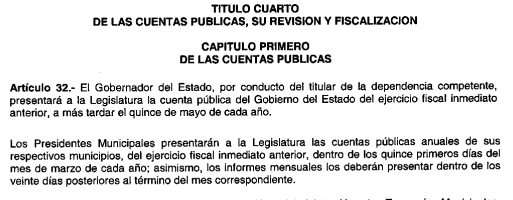 TITULO CUARTO
DE LAS CUENTAS PUBLICAS, SU REVISION Y FISCALIZACION
CAPITULO PRIMERO
DE LAS CUENTAS PUBLICAS
Artículo 32.- El Gobernador del Estado, por conducto del titular de la dependencia competente,
presentará a la Legislatura la cuenta pública del Gobierno del Estado del ejercicio fiscal inmediato
anterior, a más tardar el quince de mayo de cada año.
Los Presidentes Municipales presentarán a la Legislatura las cuentas públicas anuales de sus
respectivos municipios, del ejercicio fiscal inmediato anterior, dentro de los quince primeros días del
mes de marzo de cada año; asimismo, los informes mensuales los deberán presentar dentro de los
veinte días posteriores al término del mes correspondiente.